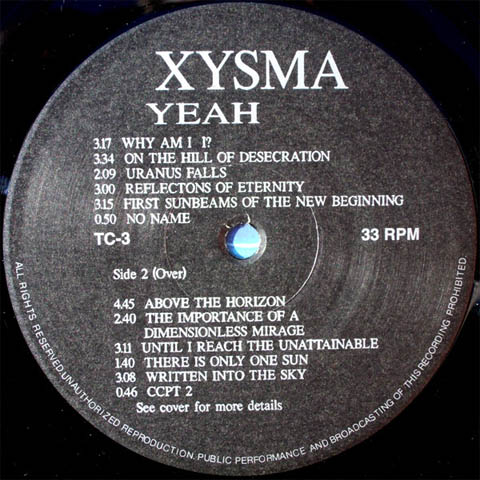 XYSMA
YEAH
3.17 WHY AM I I?
3.34 ON THE HILL OF DESECRATION
2.09 URANUS FALLS
3.00 REFLECTONS OF ETERNITY
3.15 FIRST SUNBEAMS OF THE NEW BEGINNING
0.50 NO NAME
TC-3 33 RPM
Side 2 (Over)
4.45 ABOVE THE HORIZON
2.40 THE IMPORTANCE OF A
DIMENSIONLESS MIRAGE
3.11 UNTIL I REACH THE UNATTAINABLE
1.40 THERE IS ONLY ONE SUN
3.08 WRITTEN INTO THE SKY
0.46 CCPT 2
See cover for more details
ALL RIGHTS RESERVED.UNAUTHORIZED REPRODUCTION.PUBLIC PERFORMANCE AND BROADCASTING OF THIS RECORDING PROHIBITED.